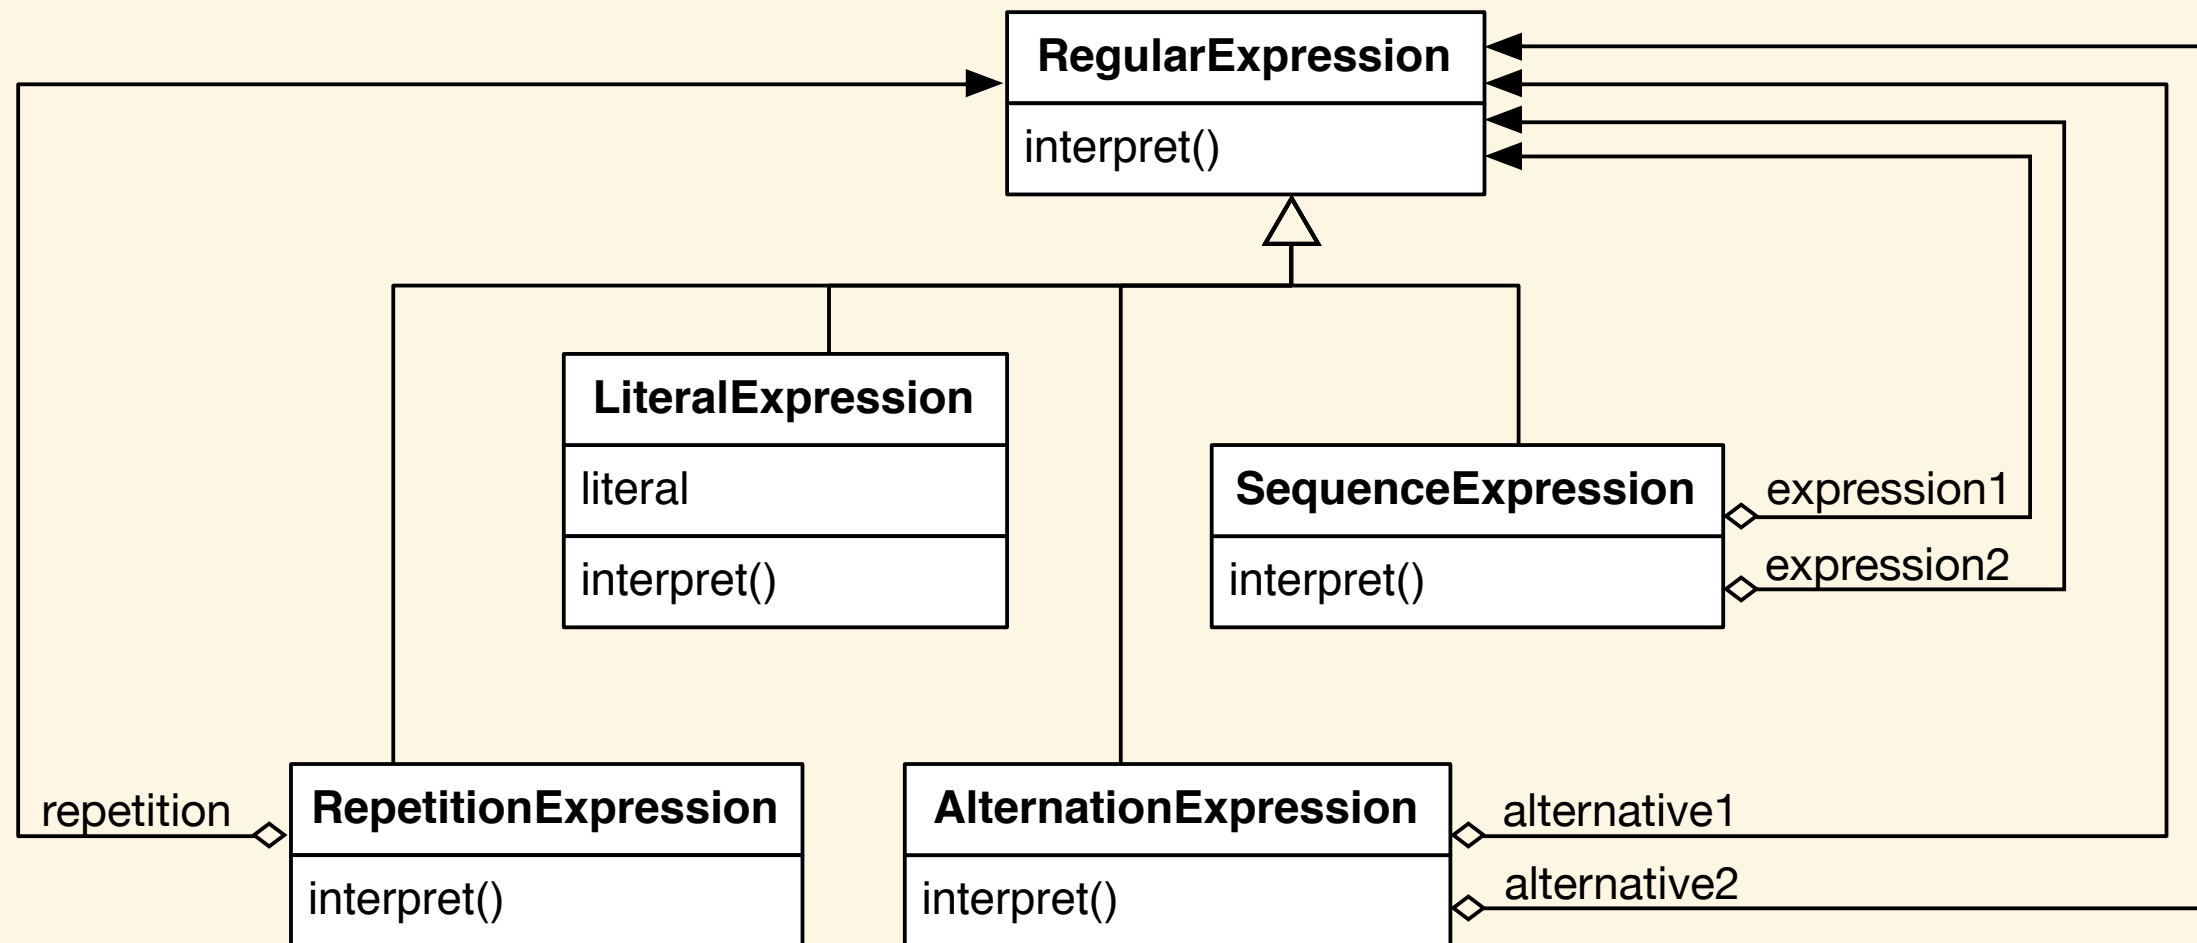 RegularExpression
interpret()
LiteralExpression
literal
interpret()
SequenceExpression
interpret()
expression1
expression2
repetition
RepetitionExpression
interpret()
AlternationExpression
interpret()
alternative1
alternative2